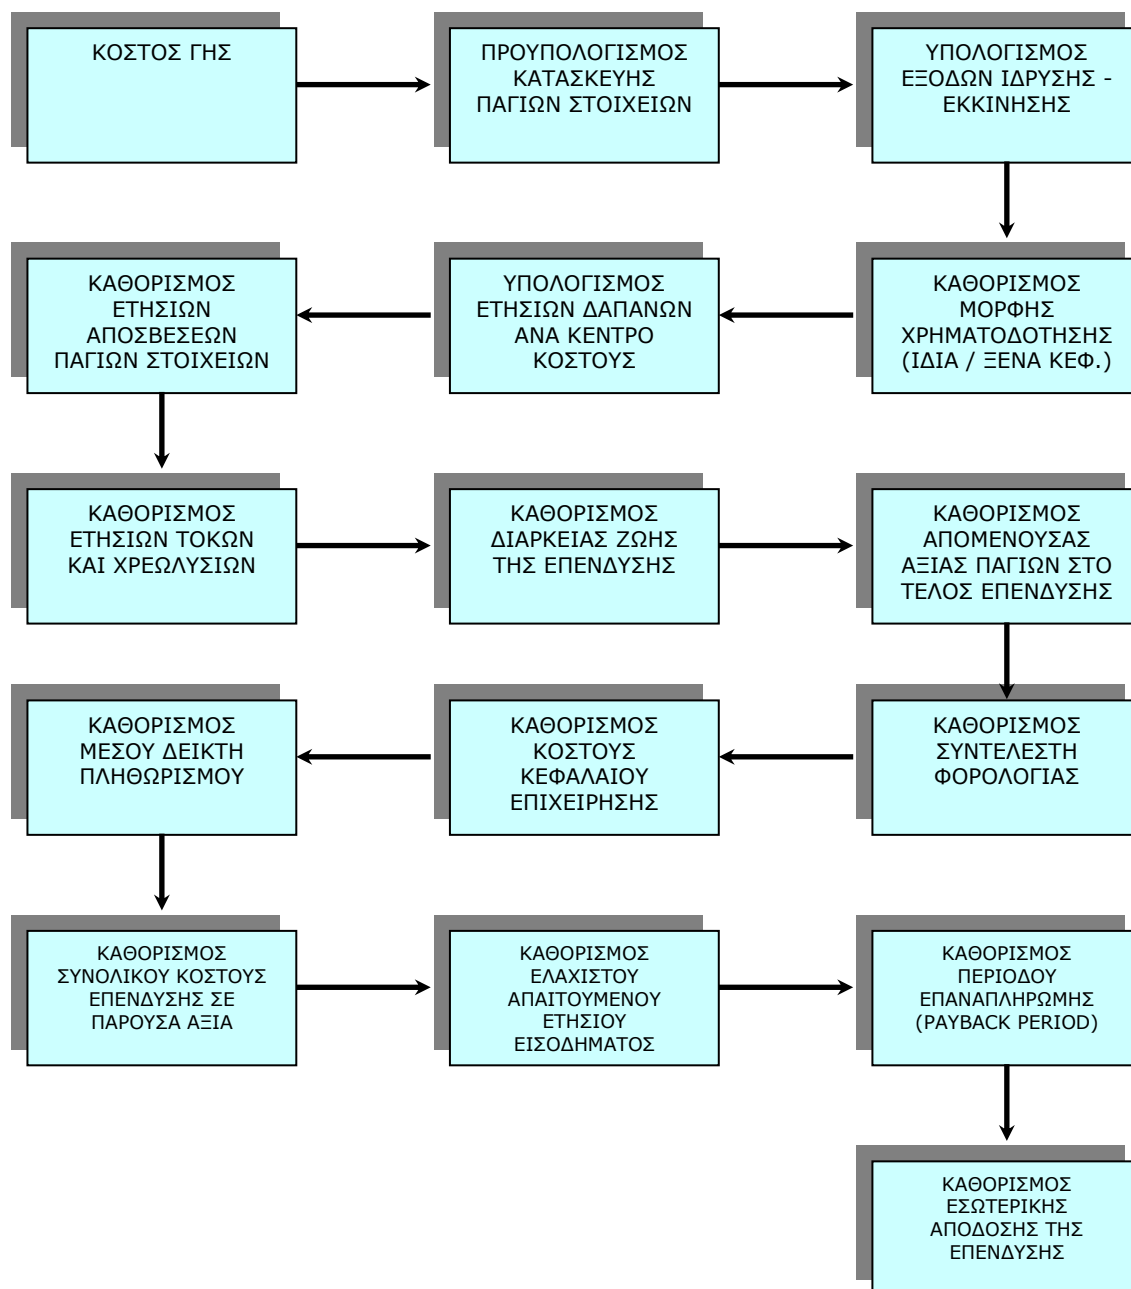 ΚΟΣΤΟΣ ΓΗΣ
ΠΡΟΥΠΟΛΟΓΙΣΜΟΣ
ΚΑΤΑΣΚΕΥΗΣ
ΠΑΓΙΩΝ ΣΤΟΙΧΕΙΩΝ
ΥΠΟΛΟΓΙΣΜΟΣ
ΕΞΟΔΩΝ ΙΔΡΥΣΗΣ -
ΕΚΚΙΝΗΣΗΣ
ΚΑΘΟΡΙΣΜΟΣ
ΜΟΡΦΗΣ
ΧΡΗΜΑΤΟΔΟΤΗΣΗΣ
(ΙΔΙΑ / ΞΕΝΑ ΚΕΦ.)
ΥΠΟΛΟΓΙΣΜΟΣ
ΕΤΗΣΙΩΝ ΔΑΠΑΝΩΝ
ΑΝΑ ΚΕΝΤΡΟ
ΚΟΣΤΟΥΣ
ΚΑΘΟΡΙΣΜΟΣ
ΕΤΗΣΙΩΝ
ΑΠΟΣΒΕΣΕΩΝ
ΠΑΓΙΩΝ ΣΤΟΙΧΕΙΩΝ
ΚΑΘΟΡΙΣΜΟΣ
ΕΤΗΣΙΩΝ ΤΟΚΩΝ
ΚΑΙ ΧΡΕΩΛΥΣΙΩΝ
ΚΑΘΟΡΙΣΜΟΣ
ΔΙΑΡΚΕΙΑΣ ΖΩΗΣ
ΤΗΣ ΕΠΕΝΔΥΣΗΣ
ΚΑΘΟΡΙΣΜΟΣ
ΑΠΟΜΕΝΟΥΣΑΣ
ΑΞΙΑΣ ΠΑΓΙΩΝ ΣΤΟ
ΤΕΛΟΣ ΕΠΕΝΔΥΣΗΣ
ΚΑΘΟΡΙΣΜΟΣ
ΣΥΝΤΕΛΕΣΤΗ
ΦΟΡΟΛΟΓΙΑΣ
ΚΑΘΟΡΙΣΜΟΣ
ΚΟΣΤΟΥΣ
ΚΕΦΑΛΑΙΟΥ
ΕΠΙΧΕΙΡΗΣΗΣ
ΚΑΘΟΡΙΣΜΟΣ
ΜΕΣΟΥ ΔΕΙΚΤΗ
ΠΛΗΘΩΡΙΣΜΟΥ
ΚΑΘΟΡΙΣΜΟΣ
ΣΥΝΟΛΙΚΟΥ ΚΟΣΤΟΥΣ
ΕΠΕΝΔΥΣΗΣ ΣΕ
ΠΑΡΟΥΣΑ ΑΞΙΑ
ΚΑΘΟΡΙΣΜΟΣ
ΕΛΑΧΙΣΤΟΥ
ΑΠΑΙΤΟΥΜΕΝΟΥ
ΕΤΗΣΙΟΥ
ΕΙΣΟΔΗΜΑΤΟΣ
ΚΑΘΟΡΙΣΜΟΣ
ΠΕΡΙΟΔΟΥ
ΕΠΑΝΑΠΛΗΡΩΜΗΣ
(PAYBACK PERIOD)
ΚΑΘΟΡΙΣΜΟΣ
ΕΣΩΤΕΡΙΚΗΣ
ΑΠΟΔΟΣΗΣ ΤΗΣ
ΕΠΕΝΔΥΣΗΣ